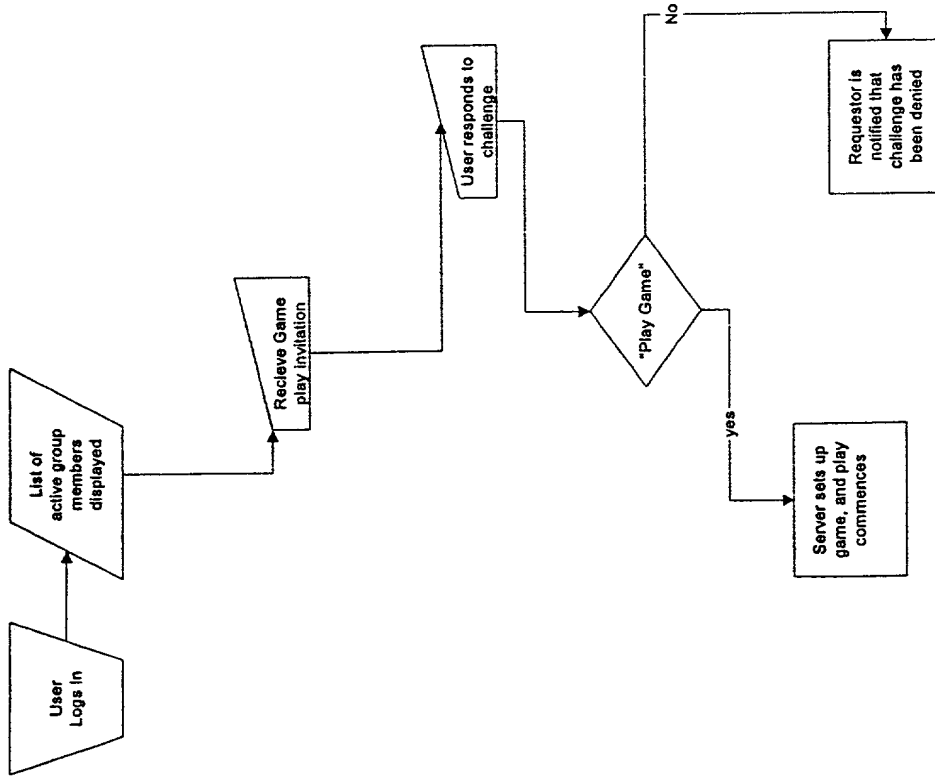 User
Logs In
List of
active group
members
displayed
Recieve Game
play invitation
User responds to
challenge
"Play Game"
yes
No
Server sets up
game, and play
commences
Requestor is
notified that
challenge has
been denied